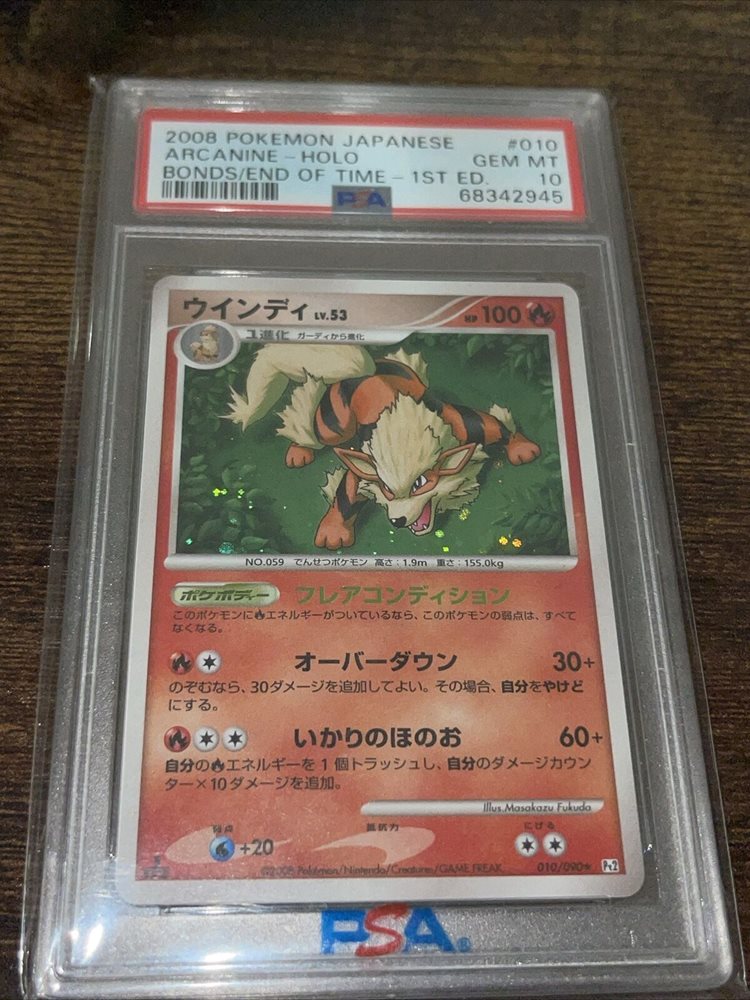 2008 POKEMON JAPANESE #010
ARCANINE - HOLO GEM MT
BONDS/END OF TIME - 1ST ED. 10
PSA 68342945
ウインディ LV.53 HP 100
1進化 ガーディから進化
NO.059 でんせつポケモン 高さ:1.9m 重さ:155.0kg
ポケボディー フレアコンディション
このポケモンにエネルギーがついているなら、このポケモンの弱点は、すべて
なくなる。
オーバーダウン 30+
のぞむなら、30ダメージを追加してよい。その場合、自分をやけど
にする。
いかりのほのお 60+
自分のエネルギーを1個トラッシュし、自分のダメージカウン
ター×10ダメージを追加。
Illus.Masakazu Fukuda
弱点 抵抗力 にげる
+20
©2008 Pokémon/Nintendo/Creatures/GAME FREAK 010/090★ Pt2
PSA